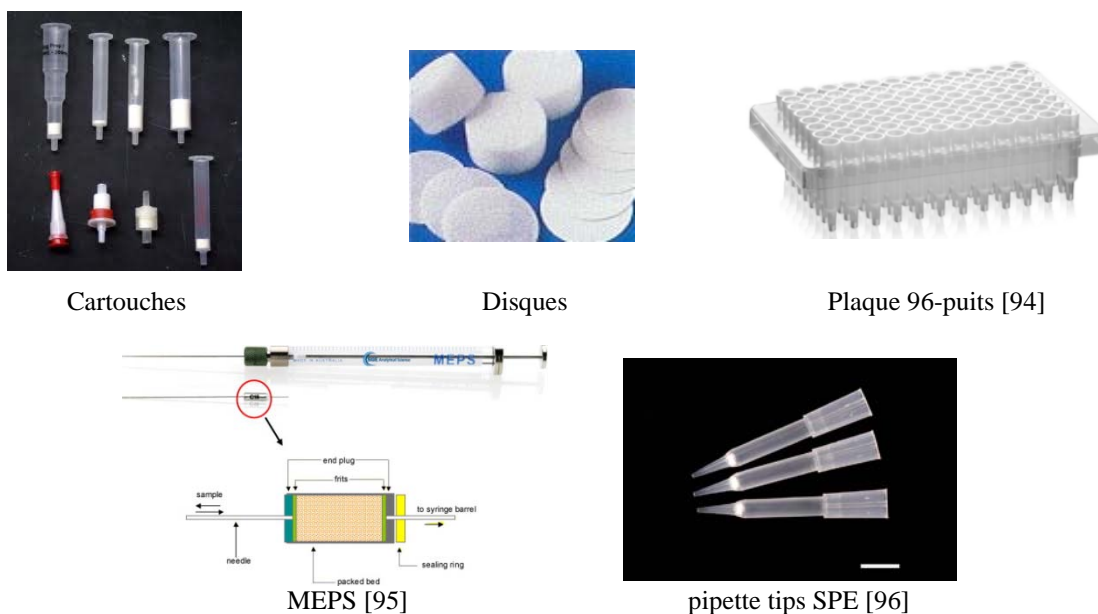 Cartouches
Disques
Plaque 96-puits [94]
MEPS
C18
end plug
frits
sample
to syringe barrel
needle
sealing ring
packed bed
MEPS [95]
pipette tips SPE [96]